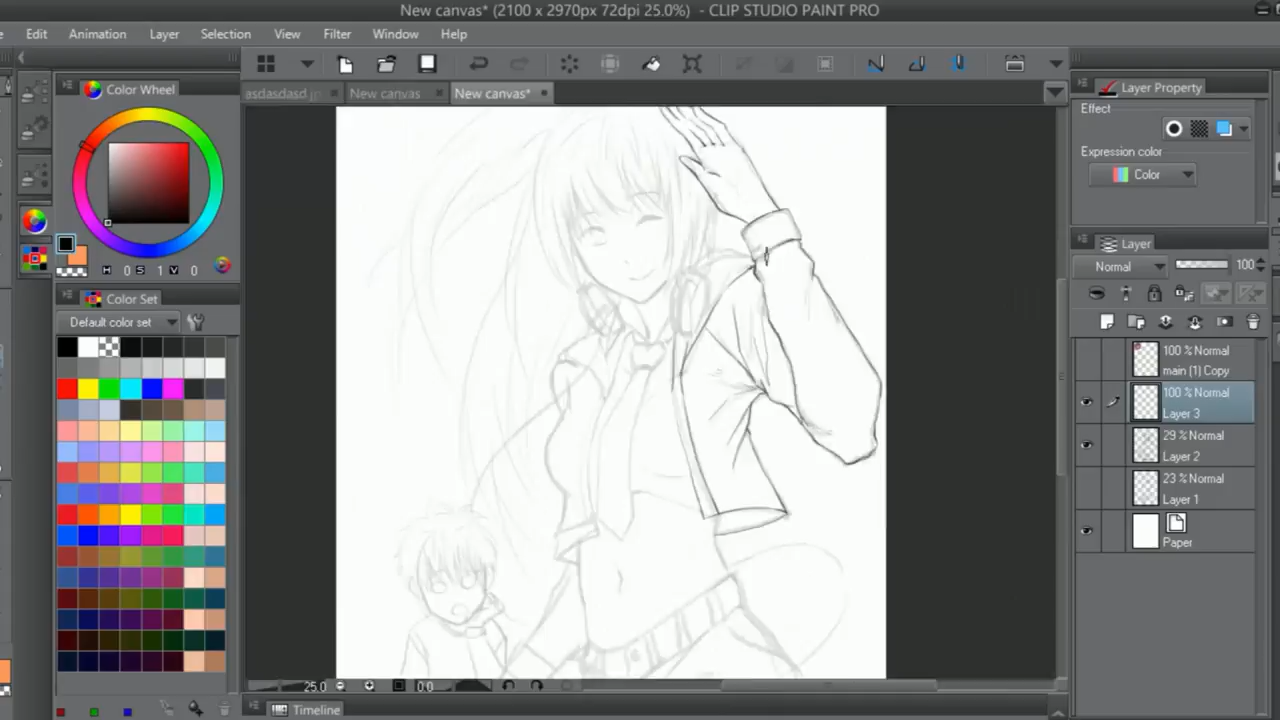 New canvas* (2100 x 2970px 72dpi 25.0%) - CLIP STUDIO PAINT PRO
Edit Animation Layer Selection View Filter Window Help
Color Wheel
asdasdasd.jp New canvas New canvas*
Layer Property
Effect
Expression color
Color
H 0 S 1 V 0
Color Set
Default color set
Layer
Normal 100
100 % Normal
main (1) Copy
100 % Normal
Layer 3
29 % Normal
Layer 2
23 % Normal
Layer 1
Paper
25.0 0.0
Timeline